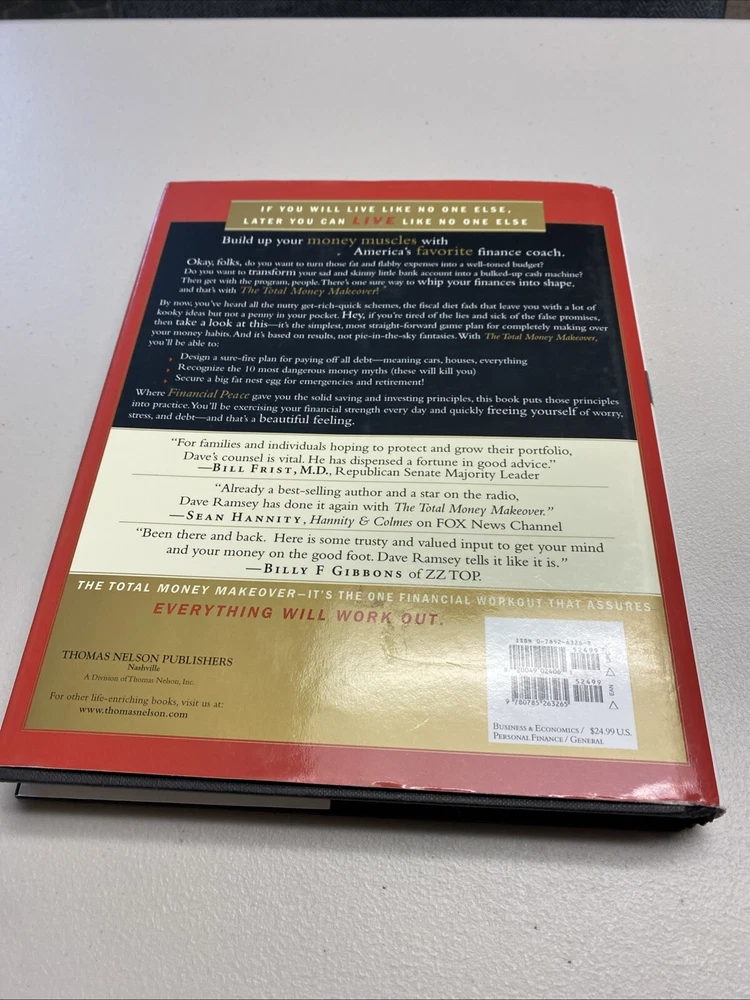 IF YOU WILL LIVE LIKE NO ONE ELSE,
LATER YOU CAN LIVE LIKE NO ONE ELSE
Build up your money muscles with
America's favorite finance coach.
Okay, folks, do you want to turn those fat and flabby expenses into a well-toned budget?
Do you want to transform your sad and skinny little bank account into a bulked-up cash machine?
Then get with the program, people. There's one sure way to whip your finances into shape,
and that's with The Total Money Makeover!
By now, you've heard all the nutty get-rich-quick schemes, the fiscal diet fads that leave you with a lot of
kooky ideas but not a penny in your pocket. Hey, if you're tired of the lies and sick of the false promises,
then take a look at this—it's the simplest, most straight-forward game plan for completely making over
your money habits. And it's based on results, not pie-in-the-sky fantasies. With The Total Money Makeover,
you'll be able to:
Design a sure-fire plan for paying off all debt—meaning cars, houses, everything
Recognize the 10 most dangerous money myths (these will kill you)
Secure a big fat nest egg for emergencies and retirement!
Where Financial Peace gave you the solid saving and investing principles, this book puts those principles
into practice. You'll be exercising your financial strength every day and quickly freeing yourself of worry,
stress, and debt—and that's a beautiful feeling.
"For families and individuals hoping to protect and grow their portfolio,
Dave's counsel is vital. He has dispensed a fortune in good advice."
—BILL FRIST, M.D., Republican Senate Majority Leader
"Already a best-selling author and a star on the radio,
Dave Ramsey has done it again with The Total Money Makeover."
—SEAN HANNITY, Hannity & Colmes on FOX News Channel
"Been there and back. Here is some trusty and valued input to get your mind
and your money on the good foot. Dave Ramsey tells it like it is."
—BILLY F GIBBONS of ZZ TOP.
THE TOTAL MONEY MAKEOVER—IT'S THE ONE FINANCIAL WORKOUT THAT ASSURES
EVERYTHING WILL WORK OUT.
THOMAS NELSON PUBLISHERS
Nashville
A Division of Thomas Nelson, Inc.
For other life-enriching books, visit us at:
www.thomasnelson.com
ISBN 0-7852-6326-
52499
52499
EAN
9 780785 263265
BUSINESS & ECONOMICS / $24.99 U.S.
PERSONAL FINANCE / GENERAL